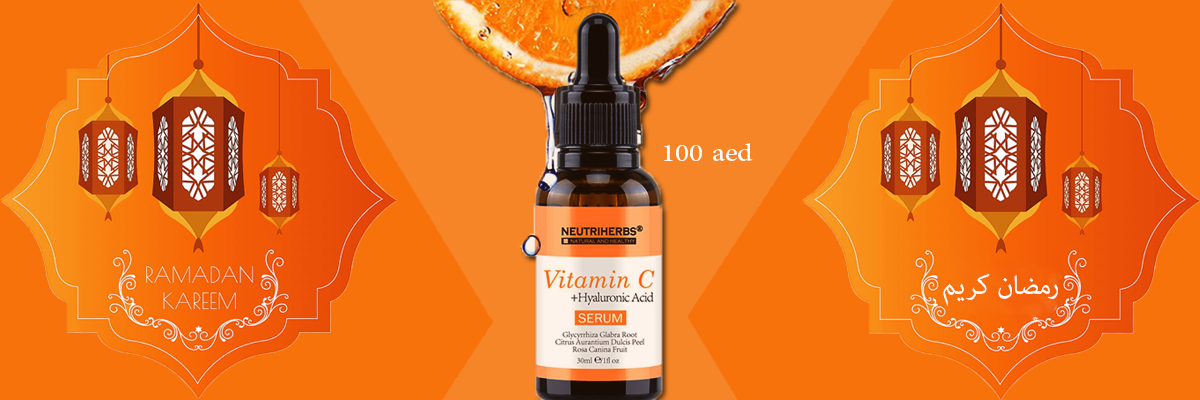 RAMADAN
KAREEM
100 aed
NEUTRIHERBS®
NATURAL AND HEALTHY
Vitamin C
+Hyaluronic Acid
SERUM
Glycyrrhiza Glabra Root
Citrus Aurantium Dulcis Peel
Rosa Canina Fruit
30ml ℮/1fl oz
رمضان كريم